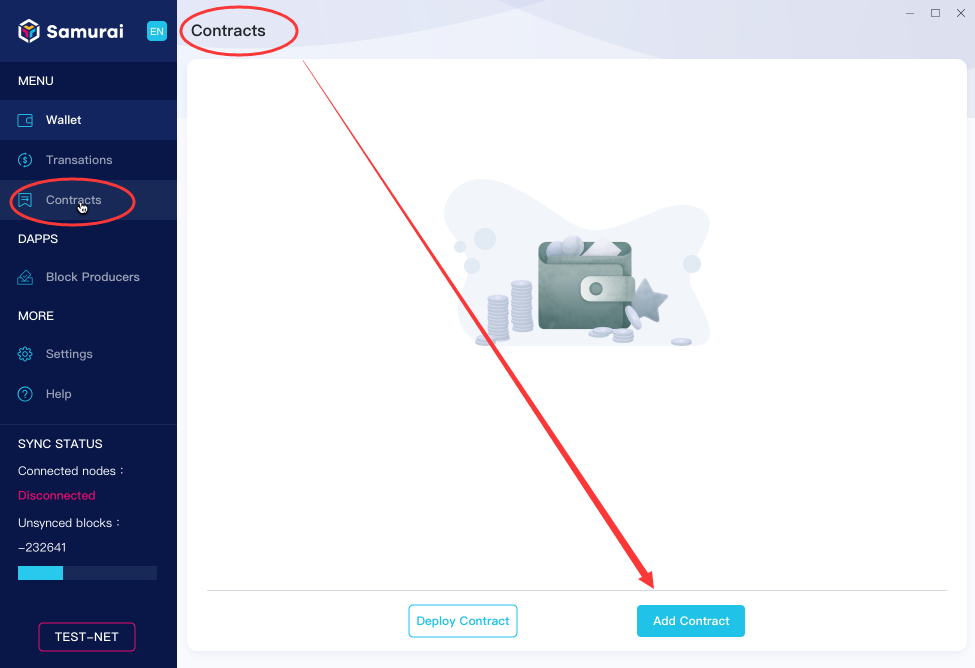 Samurai
EN
MENU
Wallet
Transations
Contracts
DAPPS
Block Producers
MORE
Settings
Help
SYNC STATUS
Connected nodes :
Disconnected
Unsynced blocks :
-232641
TEST-NET
Contracts
Deploy Contract
Add Contract